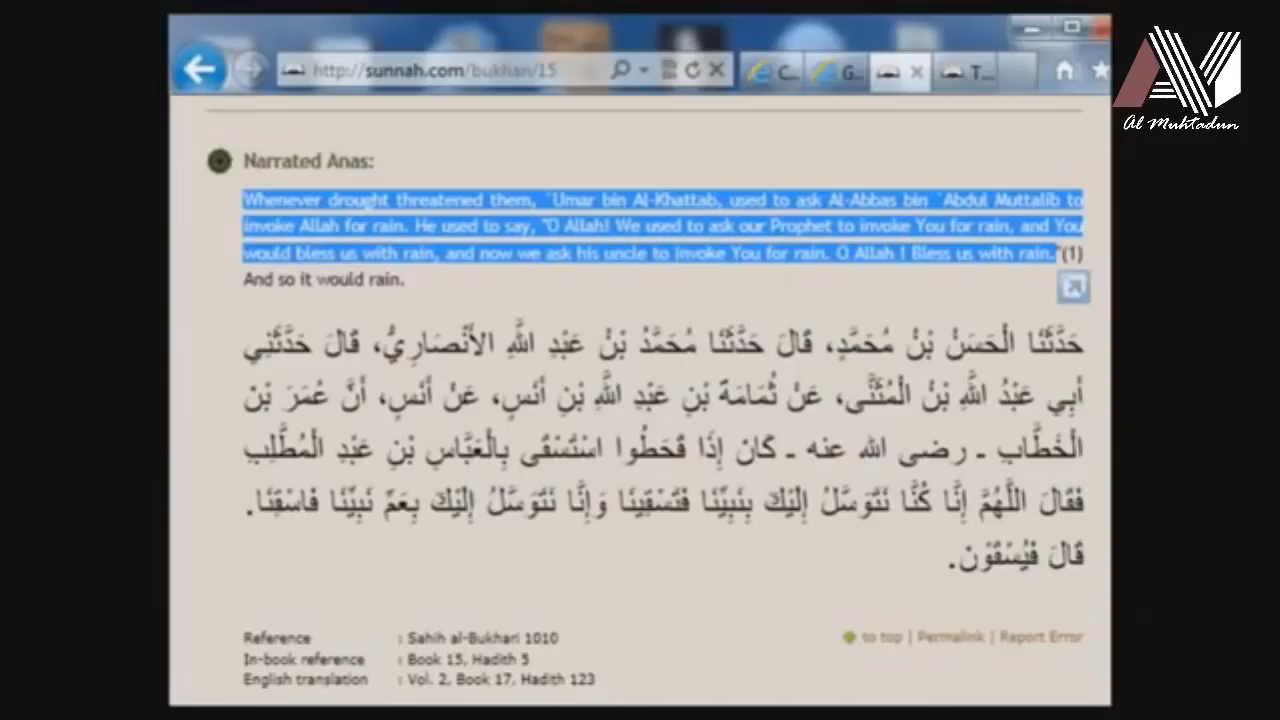 http://sunnah.com/bukhari/15
C...
G...
T...
Al Muhtadun
Narrated Anas:
Whenever drought threatened them, `Umar bin Al-Khattab, used to ask Al-Abbas bin `Abdul Muttalib to
invoke Allah for rain. He used to say, "O Allah! We used to ask our Prophet to invoke You for rain, and You
would bless us with rain, and now we ask his uncle to invoke You for rain. O Allah ! Bless us with rain."(1)
And so it would rain.
حَدَّثَنَا الْحَسَنُ بْنُ مُحَمَّدٍ، قَالَ حَدَّثَنَا مُحَمَّدُ بْنُ عَبْدِ اللَّهِ الأَنْصَارِيُّ، قَالَ حَدَّثَنِي
أَبِي عَبْدُ اللَّهِ بْنُ الْمُثَنَّى، عَنْ ثُمَامَةَ بْنِ عَبْدِ اللَّهِ بْنِ أَنَسٍ، عَنْ أَنَسٍ، أَنَّ عُمَرَ بْنَ
الْخَطَّابِ ـ رضى الله عنه ـ كَانَ إِذَا قَحَطُوا اسْتَسْقَى بِالْعَبَّاسِ بْنِ عَبْدِ الْمُطَّلِبِ
فَقَالَ اللَّهُمَّ إِنَّا كُنَّا نَتَوَسَّلُ إِلَيْكَ بِنَبِيِّنَا فَتَسْقِينَا وَإِنَّا نَتَوَسَّلُ إِلَيْكَ بِعَمِّ نَبِيِّنَا فَاسْقِنَا.
قَالَ فَيُسْقَوْنَ.
Reference : Sahih al-Bukhari 1010
In-book reference : Book 15, Hadith 5
English translation : Vol. 2, Book 17, Hadith 123
to top | Permalink | Report Error